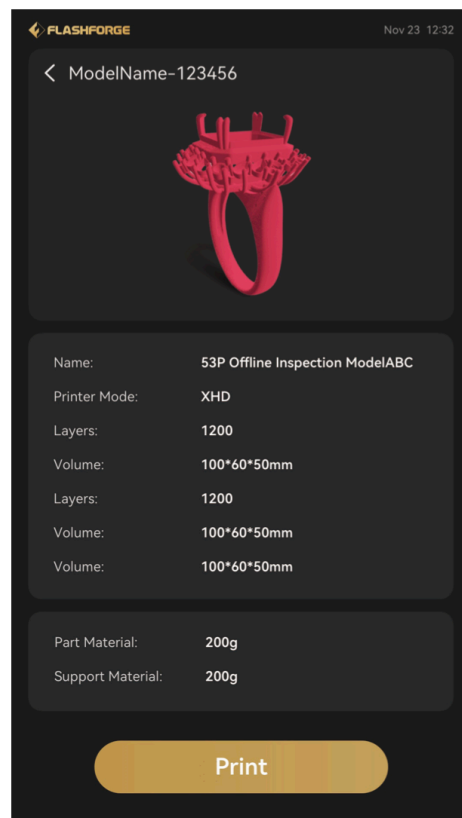 FLASHFORGE Nov 23 12:32
ModelName-123456
Name: 53P Offline Inspection ModelABC
Printer Mode: XHD
Layers: 1200
Volume: 100*60*50mm
Layers: 1200
Volume: 100*60*50mm
Volume: 100*60*50mm
Part Material: 200g
Support Material: 200g
Print